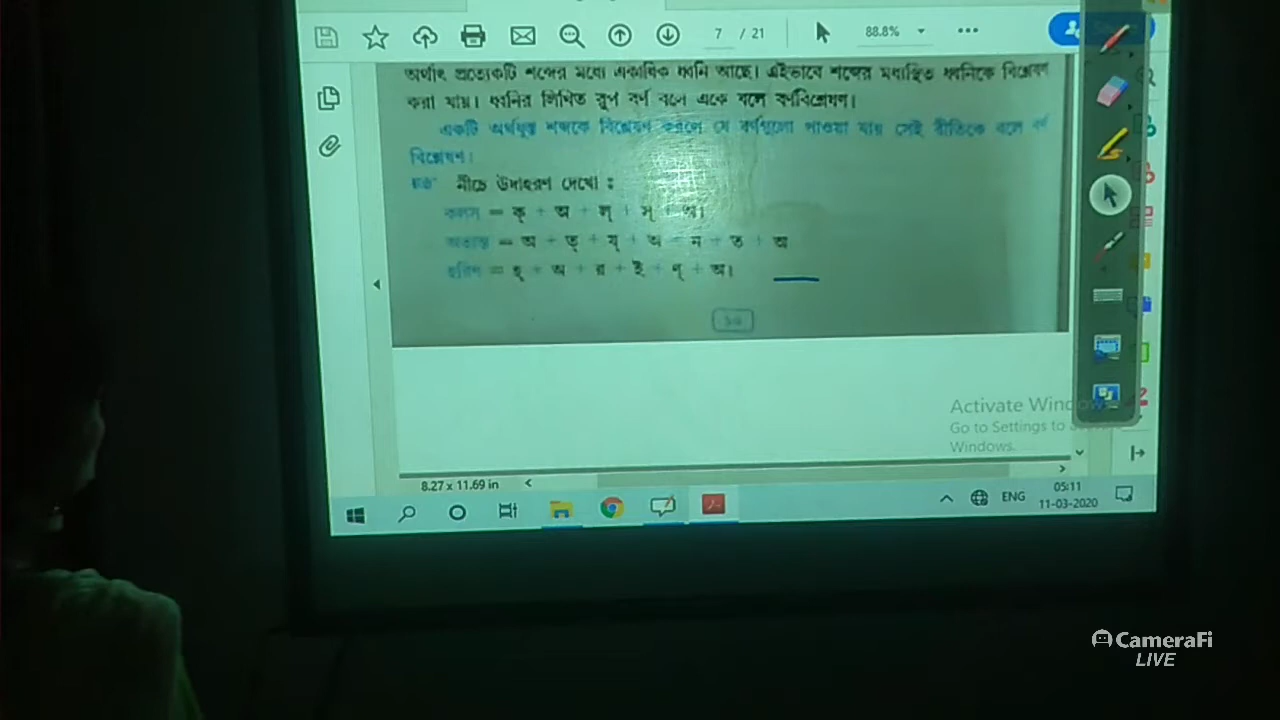 7 / 21
88.8%
অর্থাৎ প্রত্যেকটি শব্দের মধ্যে একাধিক ধ্বনি আছে। এইভাবে শব্দের মধ্যস্থিত ধ্বনিকে বিশ্লেষণ
করা যায়। ধ্বনির লিখিত রূপ বর্ণ বলে একে বলে বর্ণবিশ্লেষণ।
একটি অর্থযুক্ত শব্দকে বিশ্লেষণ করলে যে বর্ণগুলো পাওয়া যায় সেই রীতিকে বলে বর্ণ
বিশ্লেষণ।
নীচে উদাহরণ দেখো :
কলস = ক্ + অ + ল্ + স্ + অ।
অত্যন্ত = অ + ত্ + য্ + অ + ন + ত + অ
হরিণ = হ্ + অ + র + ই + ণ্ + অ।
১০
Activate Windows
Go to Settings to
Windows.
8.27 x 11.69 in
ENG
05:11
11-03-2020
CameraFi
LIVE